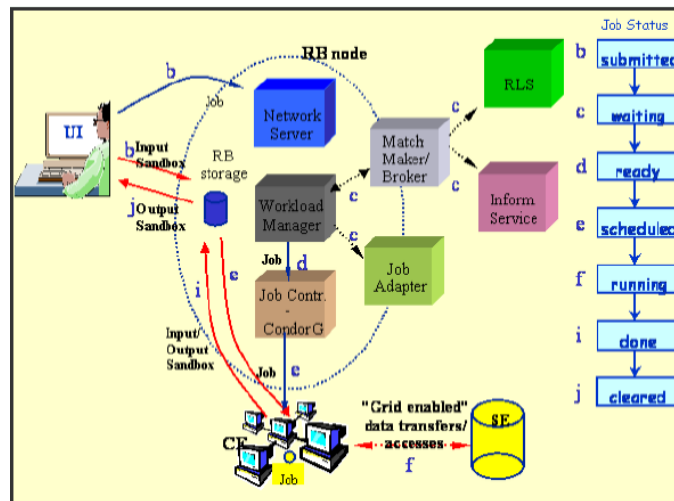 Job Status
RB node
b
submitted
b
Job
Network
Server
c
RLS
c
waiting
UI
b
Input
Sandbox
RB
storage
Match
Maker/
Broker
c
d
ready
j
Output
Sandbox
Workload
Manager
c
c
Inform
Service
e
scheduled
Job
d
Job
Adapter
e
i
Job Contr.
-
CondorG
f
running
Input/
Output
Sandbox
Job
e
i
done
"Grid enabled"
data transfers/
accesses
SE
j
cleared
CE
f
Job